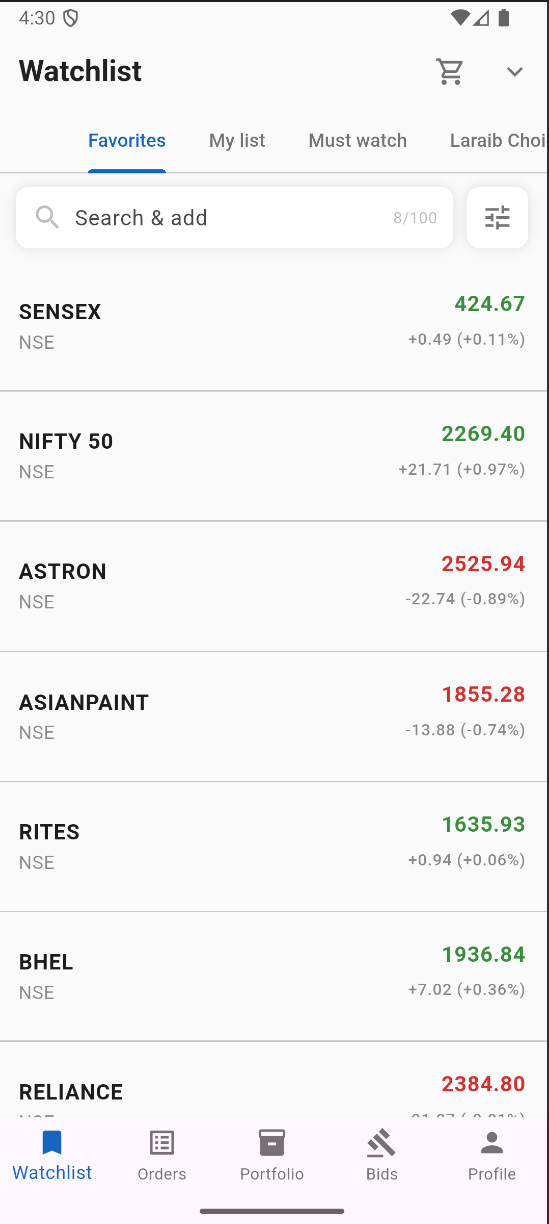 4:30
Watchlist
Favorites My list Must watch Laraib Choi
Search & add 8/100
SENSEX 424.67
NSE +0.49 (+0.11%)
NIFTY 50 2269.40
NSE +21.71 (+0.97%)
ASTRON 2525.94
NSE -22.74 (-0.89%)
ASIANPAINT 1855.28
NSE -13.88 (-0.74%)
RITES 1635.93
NSE +0.94 (+0.06%)
BHEL 1936.84
NSE +7.02 (+0.36%)
RELIANCE 2384.80
Watchlist Orders Portfolio Bids Profile